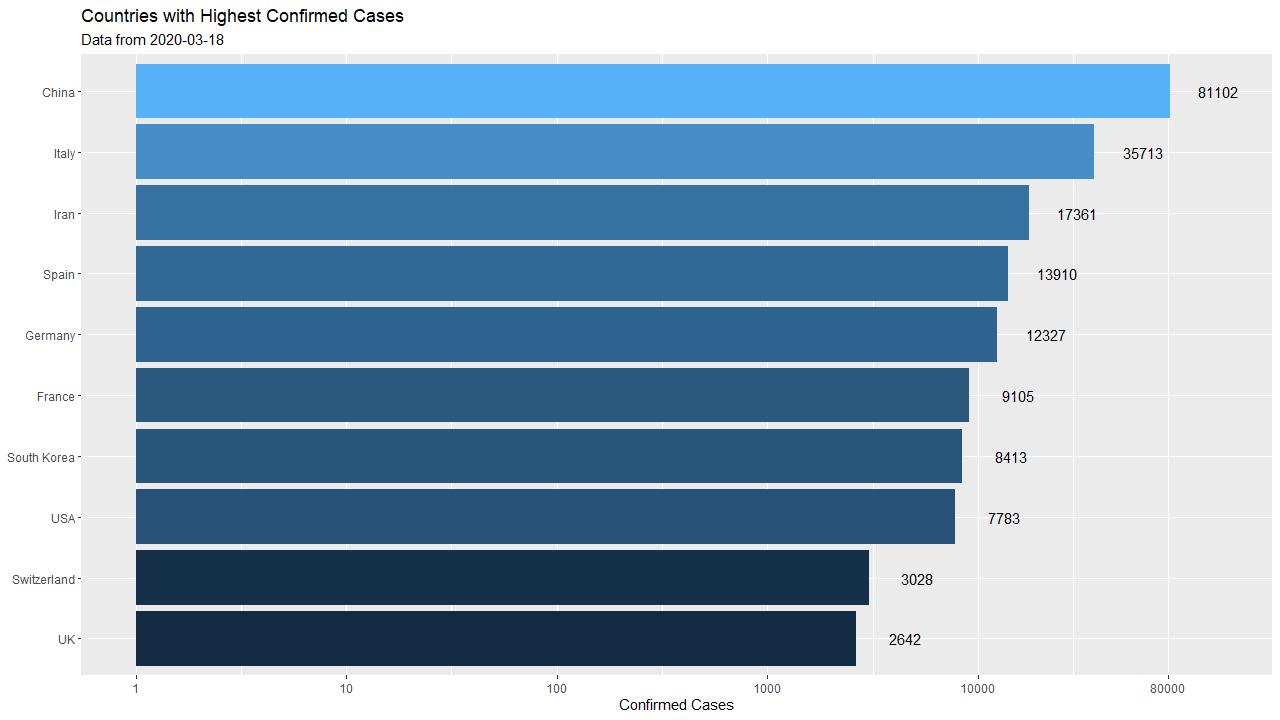 Countries with Highest Confirmed Cases
Data from 2020-03-18
China 81102
Italy 35713
Iran 17361
Spain 13910
Germany 12327
France 9105
South Korea 8413
USA 7783
Switzerland 3028
UK 2642
1 10 100 1000 10000 80000
Confirmed Cases